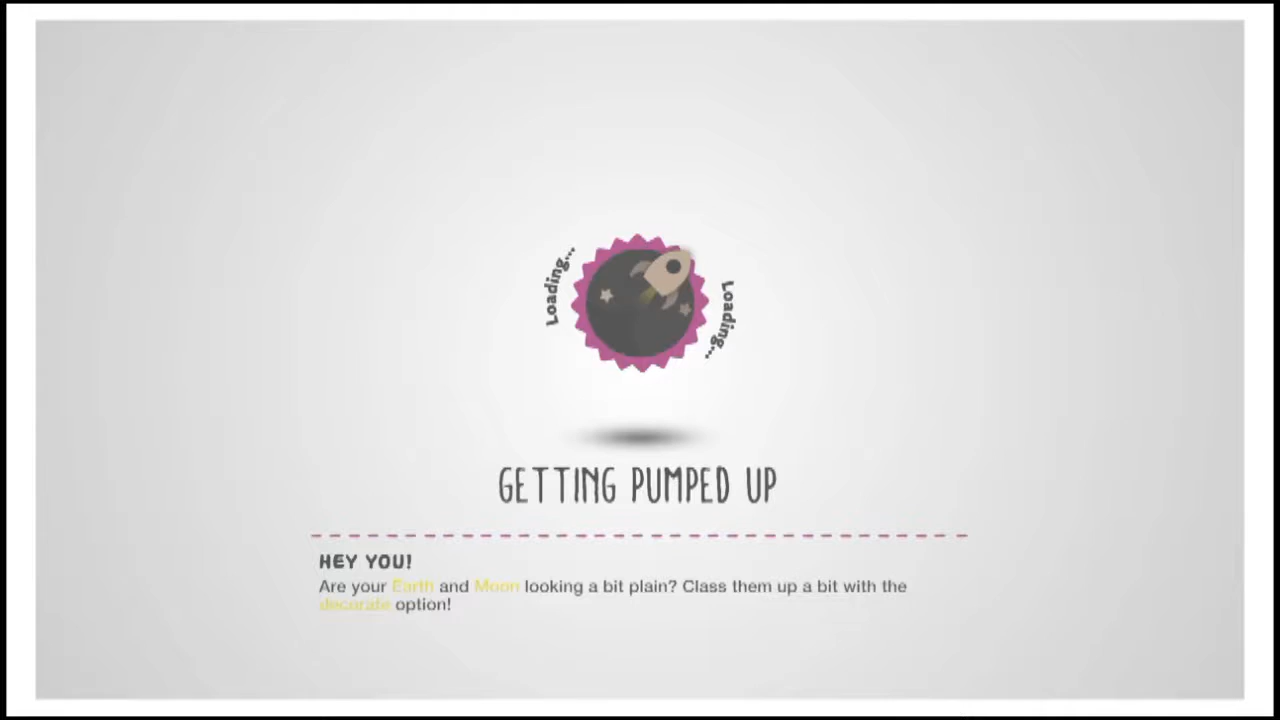 Loading...
Loading...
GETTING PUMPED UP
HEY YOU!
Are your Earth and Moon looking a bit plain? Class them up a bit with the
decorate option!